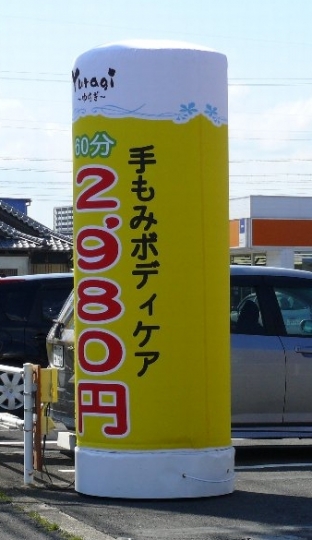 Yuragi
〜ゆらぎ〜
60分
2,980円
手もみボディケア